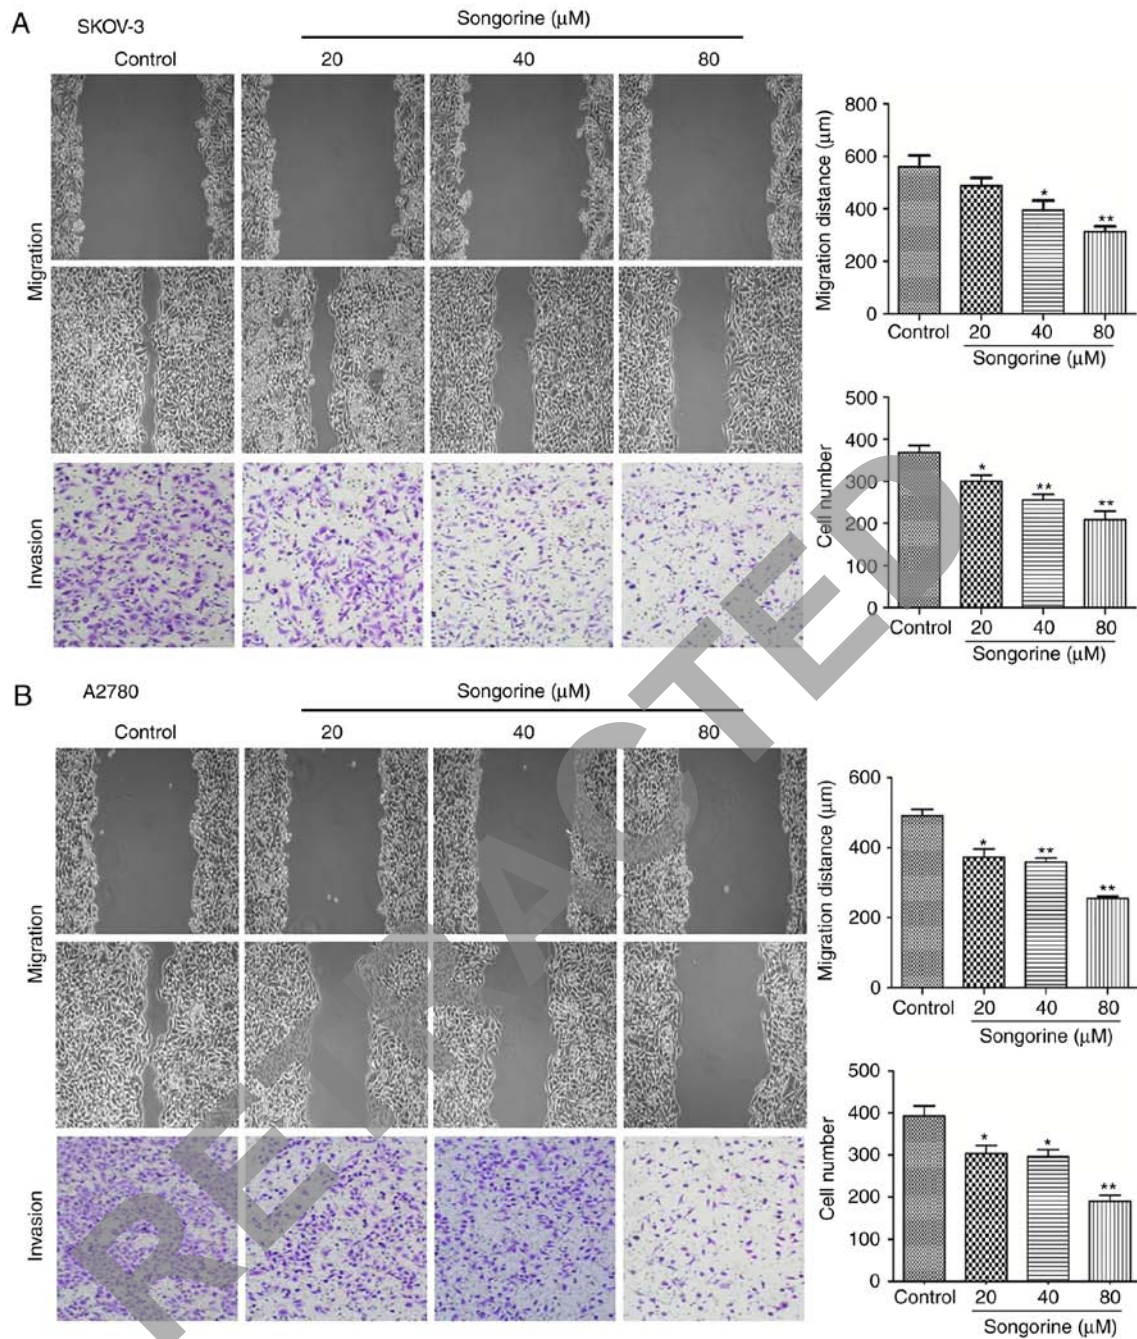 A
SKOV-3
Songorine (μM)
Control
20
40
80
Migration
Invasion
800
600
400
200
0
Migration distance (μm)
*
**
Control
20
40
80
Songorine (μM)
500
400
300
200
100
0
Cell number
*
**
**
Control
20
40
80
Songorine (μM)
B
A2780
Songorine (μM)
Control
20
40
80
Migration
Invasion
600
400
200
0
Migration distance (μm)
*
**
**
Control
20
40
80
Songorine (μM)
500
400
300
200
100
0
Cell number
*
*
**
Control
20
40
80
Songorine (μM)
RETRACTED